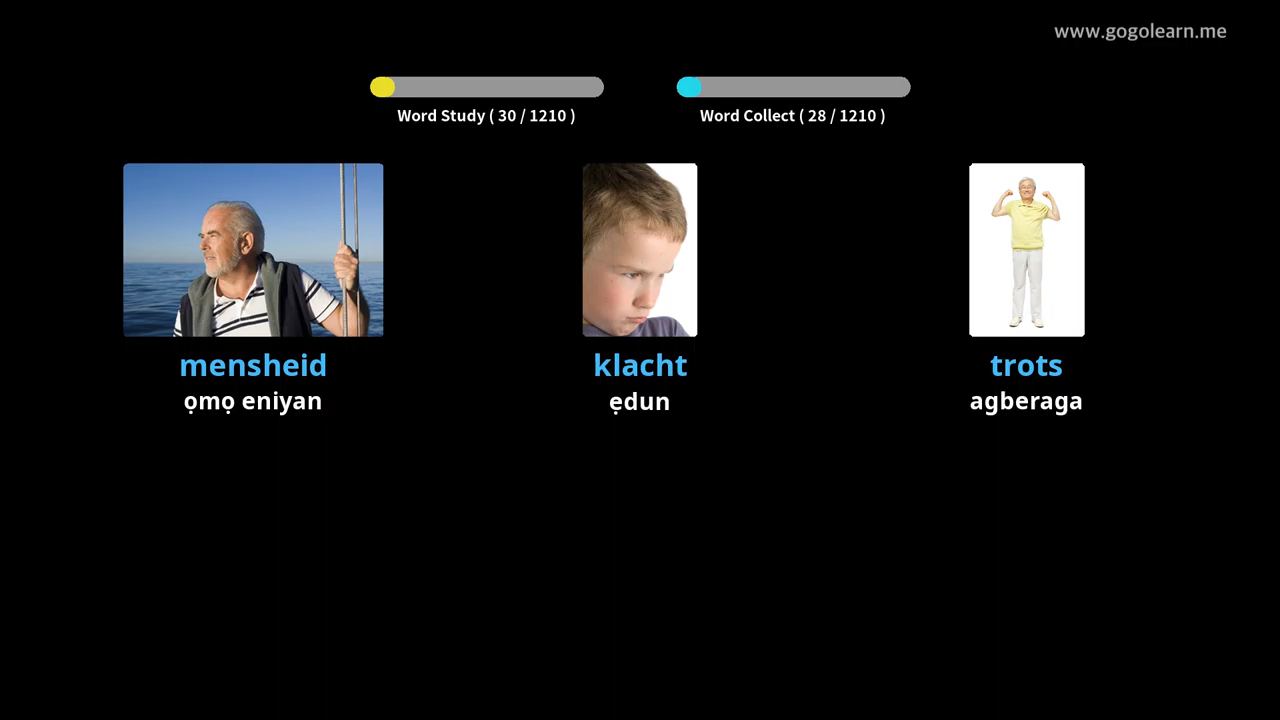 www.gogolearn.me
Word Study ( 30 / 1210 )
Word Collect ( 28 / 1210 )
mensheid
ọmọ eniyan
klacht
ẹdun
trots
agberaga